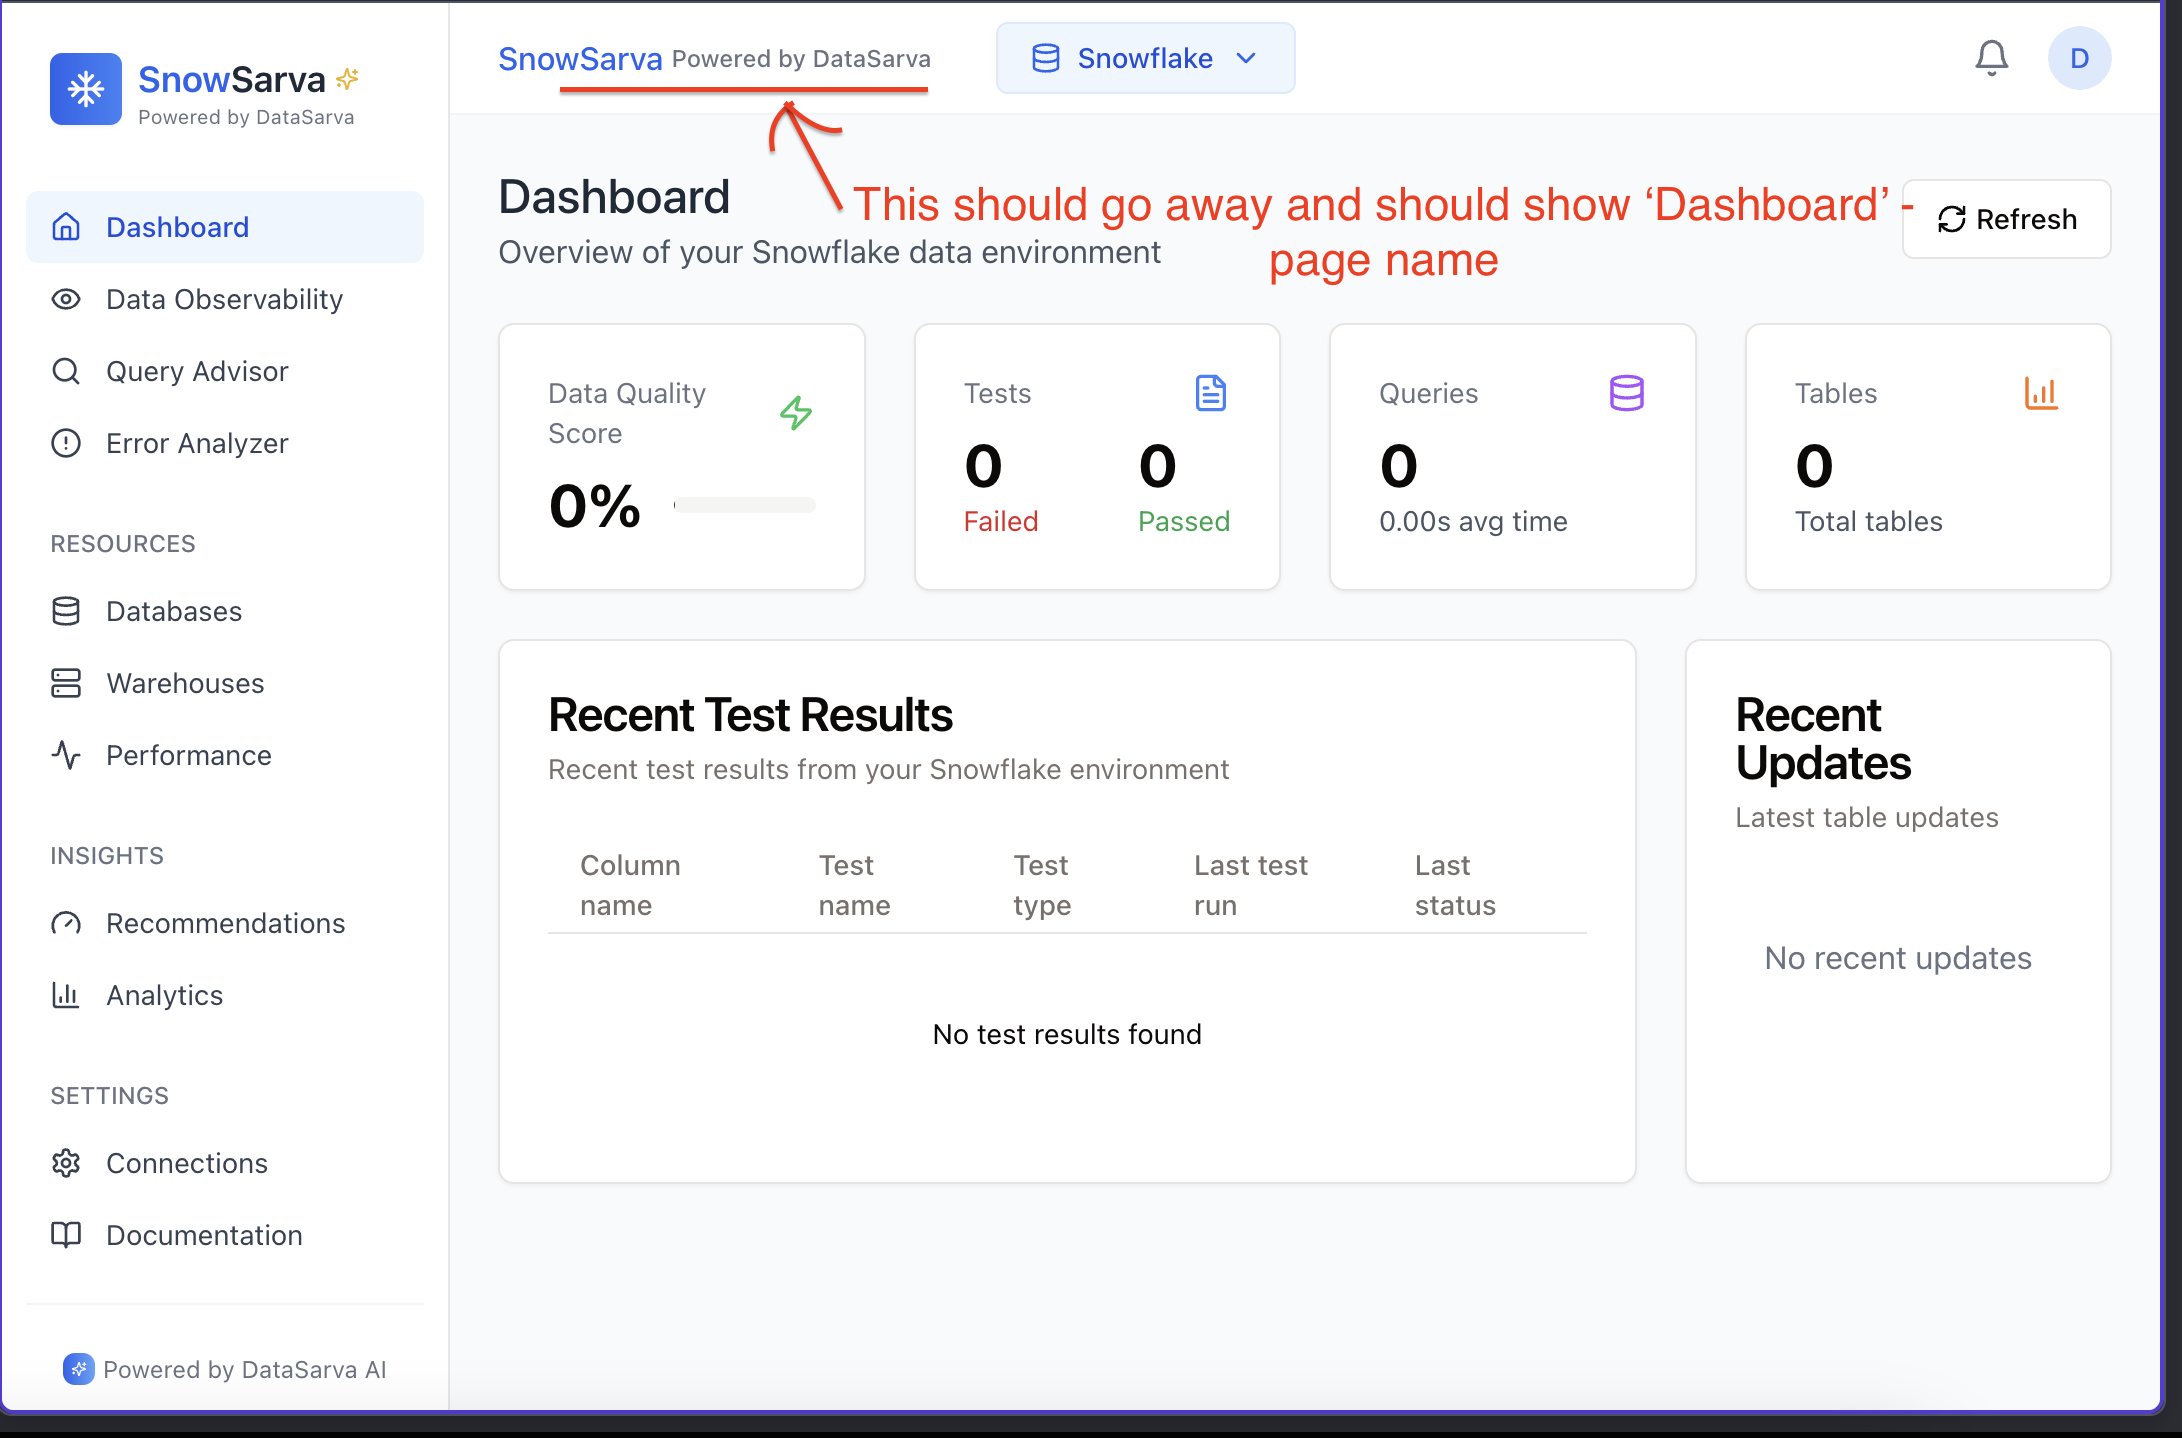 SnowSarva
Powered by DataSarva
Dashboard
Data Observability
Query Advisor
Error Analyzer
RESOURCES
Databases
Warehouses
Performance
INSIGHTS
Recommendations
Analytics
SETTINGS
Connections
Documentation
Powered by DataSarva AI
SnowSarva Powered by DataSarva
Snowflake
D
Dashboard
Overview of your Snowflake data environment
This should go away and should show ‘Dashboard’ -
page name
Refresh
Data Quality
Score
0%
Tests
0 0
Failed Passed
Queries
0
0.00s avg time
Tables
0
Total tables
Recent Test Results
Recent test results from your Snowflake environment
Column Test Test Last test Last
name name type run status
No test results found
Recent
Updates
Latest table updates
No recent updates